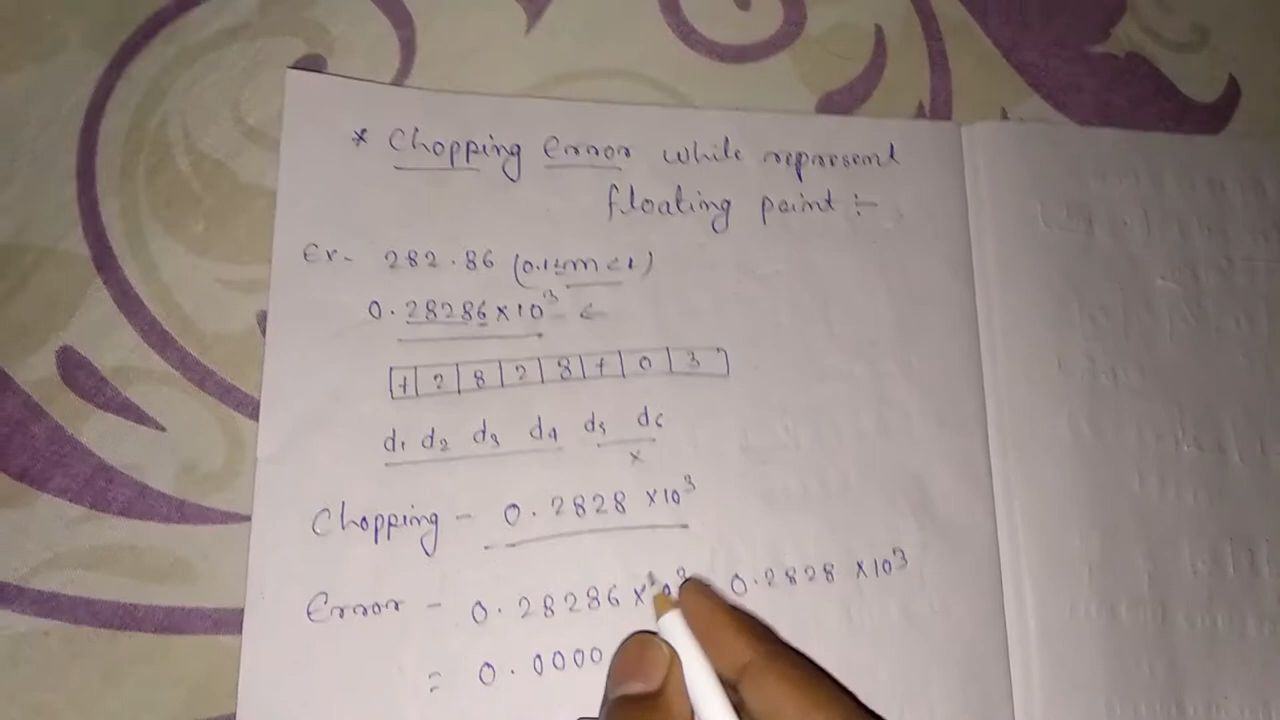 * Chopping Error while represent
floating point :-
Ex- 282.86 (0.1≤m<1)
0.28286×10³ ←
+ 2 8 2 8 + 0 3
d₁ d₂ d₃ d₄ d₅ d₆
×
Chopping - 0.2828 ×10³
Error - 0.28286×10³ - 0.2828 ×10³
= 0.0000